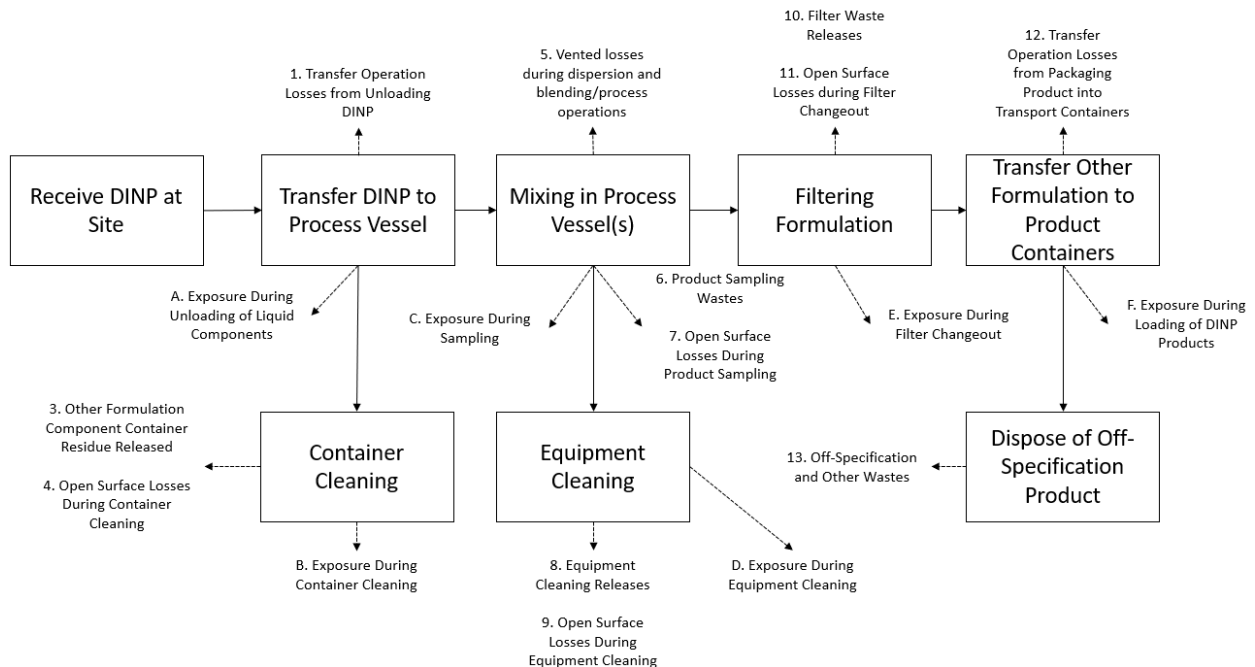 10. Filter Waste
Releases
12. Transfer
Operation Losses
from Packaging
Product into
Transport Containers
5. Vented losses
during dispersion and
blending/process
operations
1. Transfer Operation
Losses from Unloading
DINP
11. Open Surface
Losses during Filter
Changeout
Receive DINP at
Site
Transfer DINP to
Process Vessel
Mixing in Process
Vessel(s)
Filtering
Formulation
Transfer Other
Formulation to
Product
Containers
A. Exposure During
Unloading of Liquid
Components
C. Exposure During
Sampling
6. Product Sampling
Wastes
7. Open Surface
Losses During
Product Sampling
E. Exposure During
Filter Changeout
F. Exposure During
Loading of DINP
Products
3. Other Formulation
Component Container
Residue Released
4. Open Surface Losses
During Container
Cleaning
Container
Cleaning
Equipment
Cleaning
13. Off-Specification
and Other Wastes
Dispose of Off-
Specification
Product
B. Exposure During
Container Cleaning
8. Equipment
Cleaning Releases
9. Open Surface
Losses During
Equipment Cleaning
D. Exposure During
Equipment Cleaning